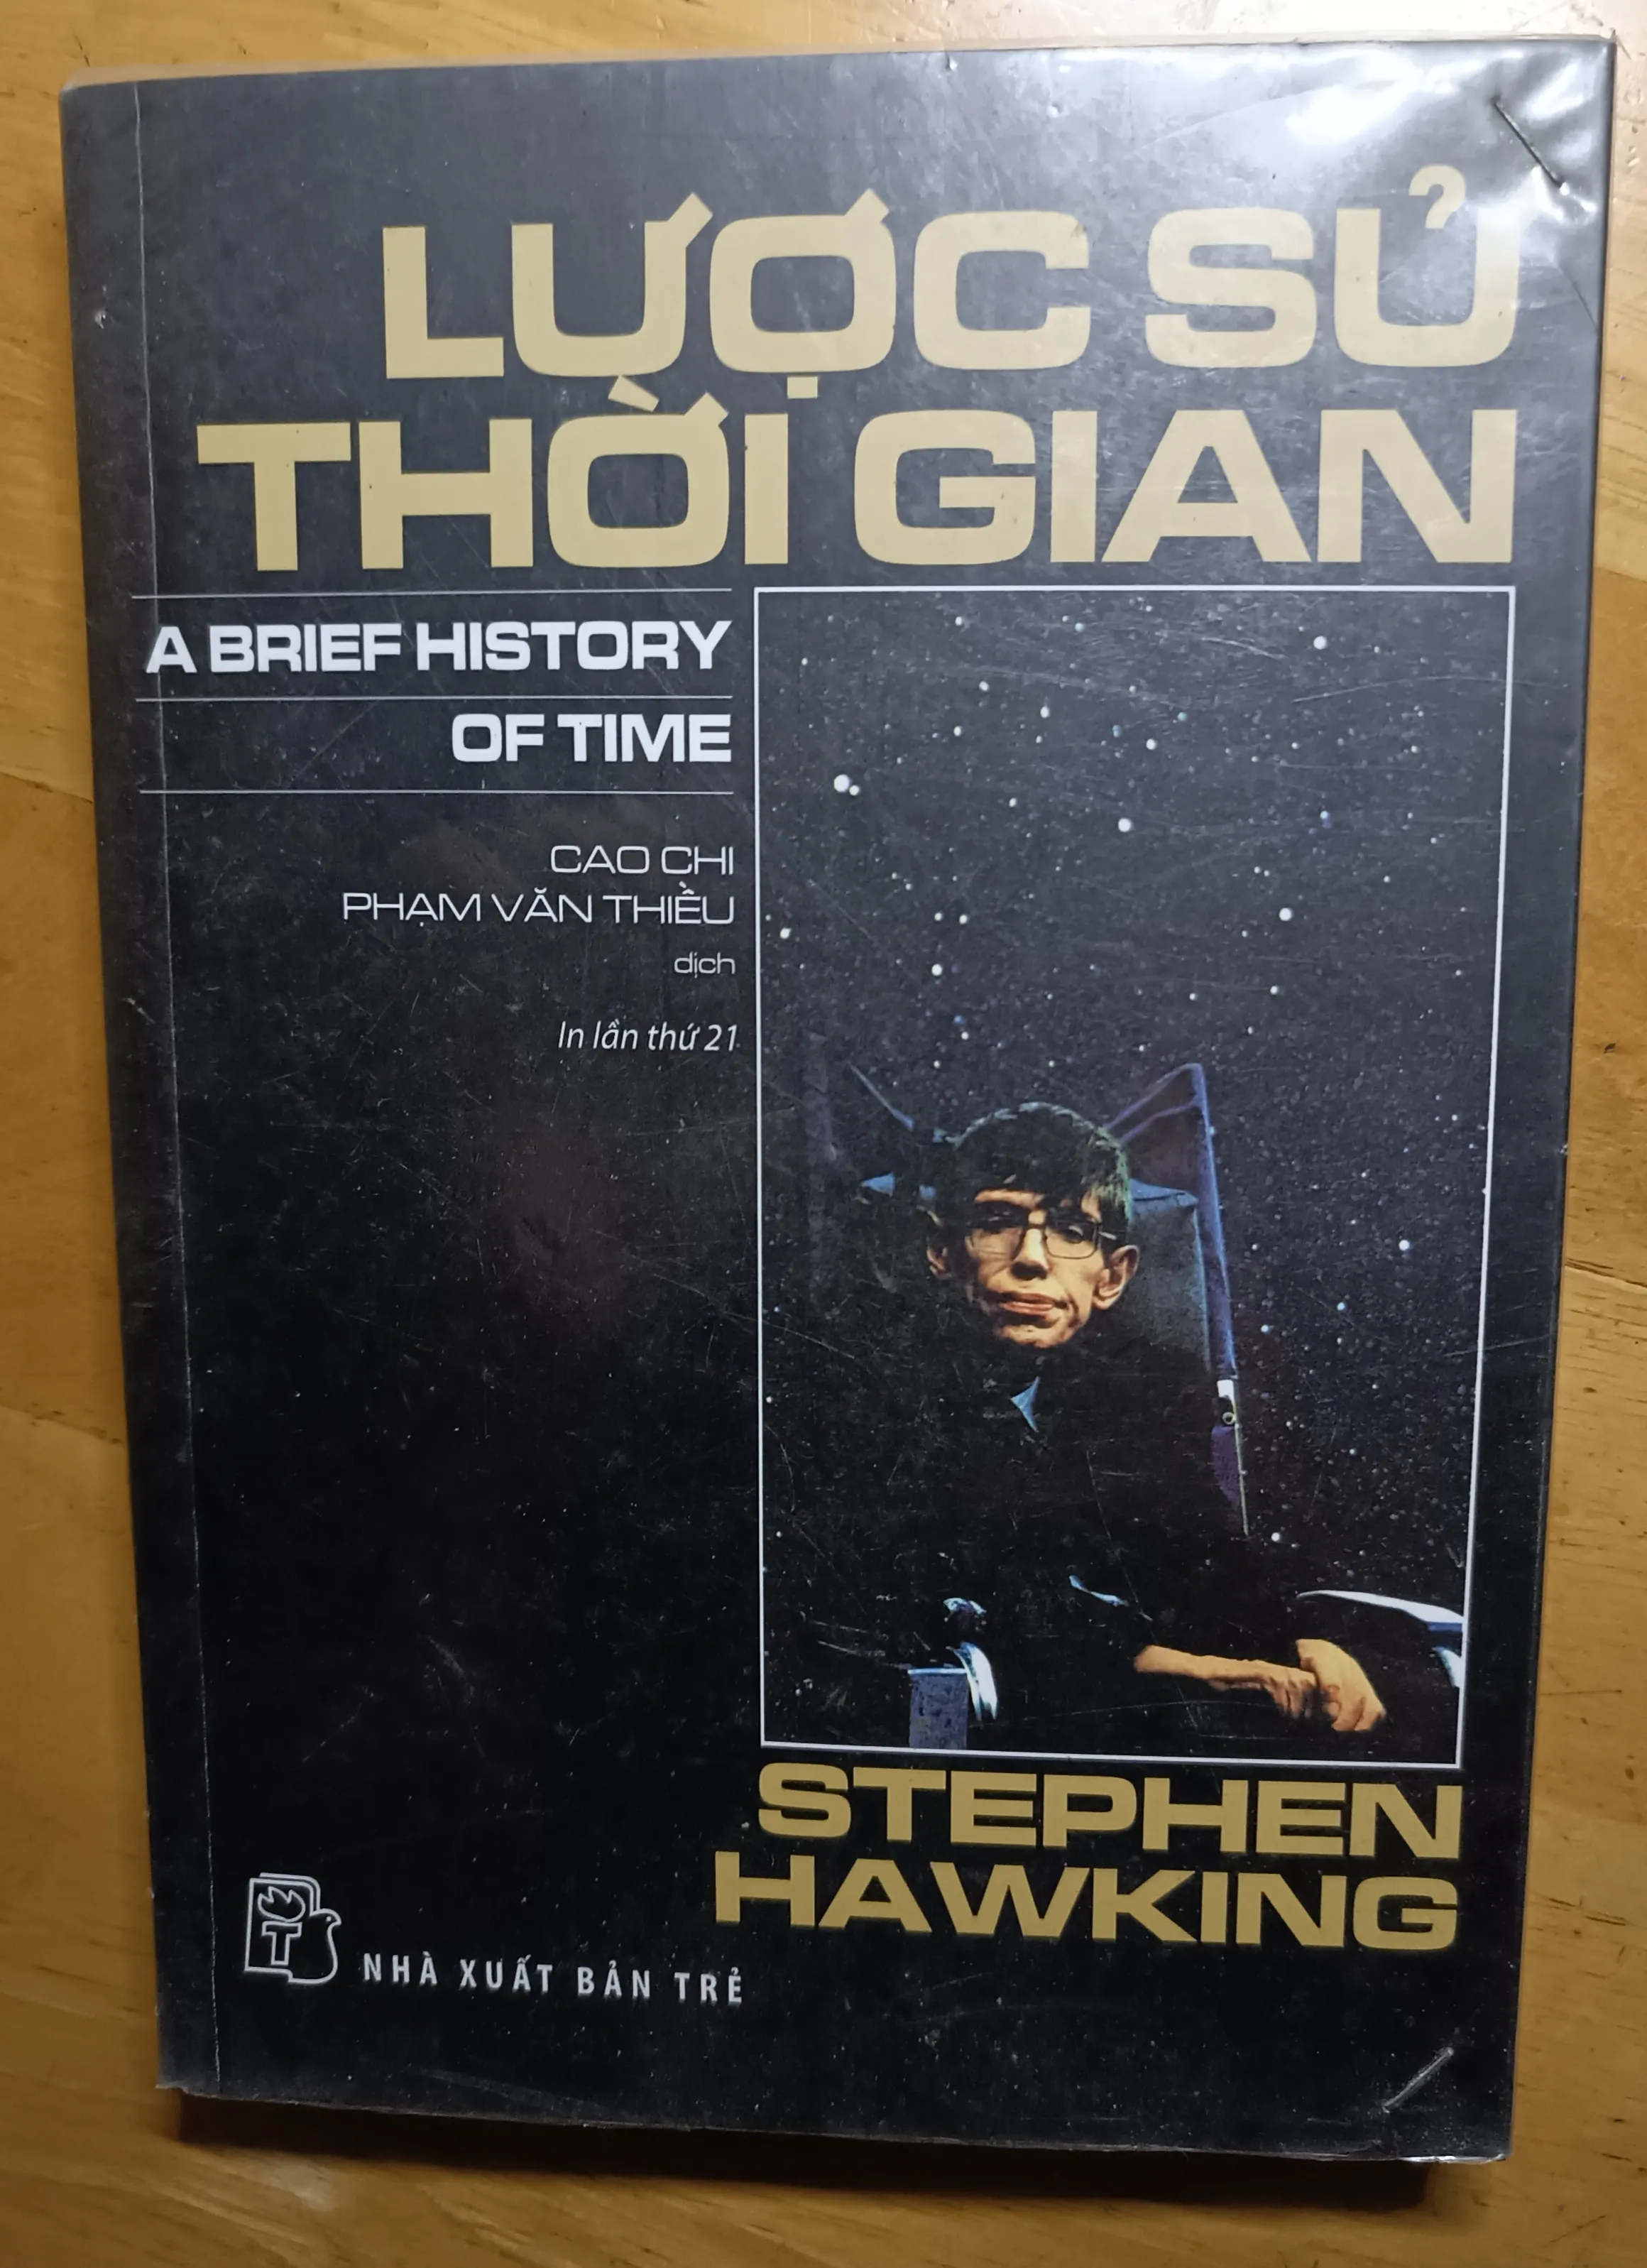 LƯỢC SỬ
THỜI GIAN
A BRIEF HISTORY
OF TIME
CAO CHI
PHẠM VĂN THIỀU
dịch
In lần thứ 21
STEPHEN
HAWKING
T
NHÀ XUẤT BẢN TRẺ